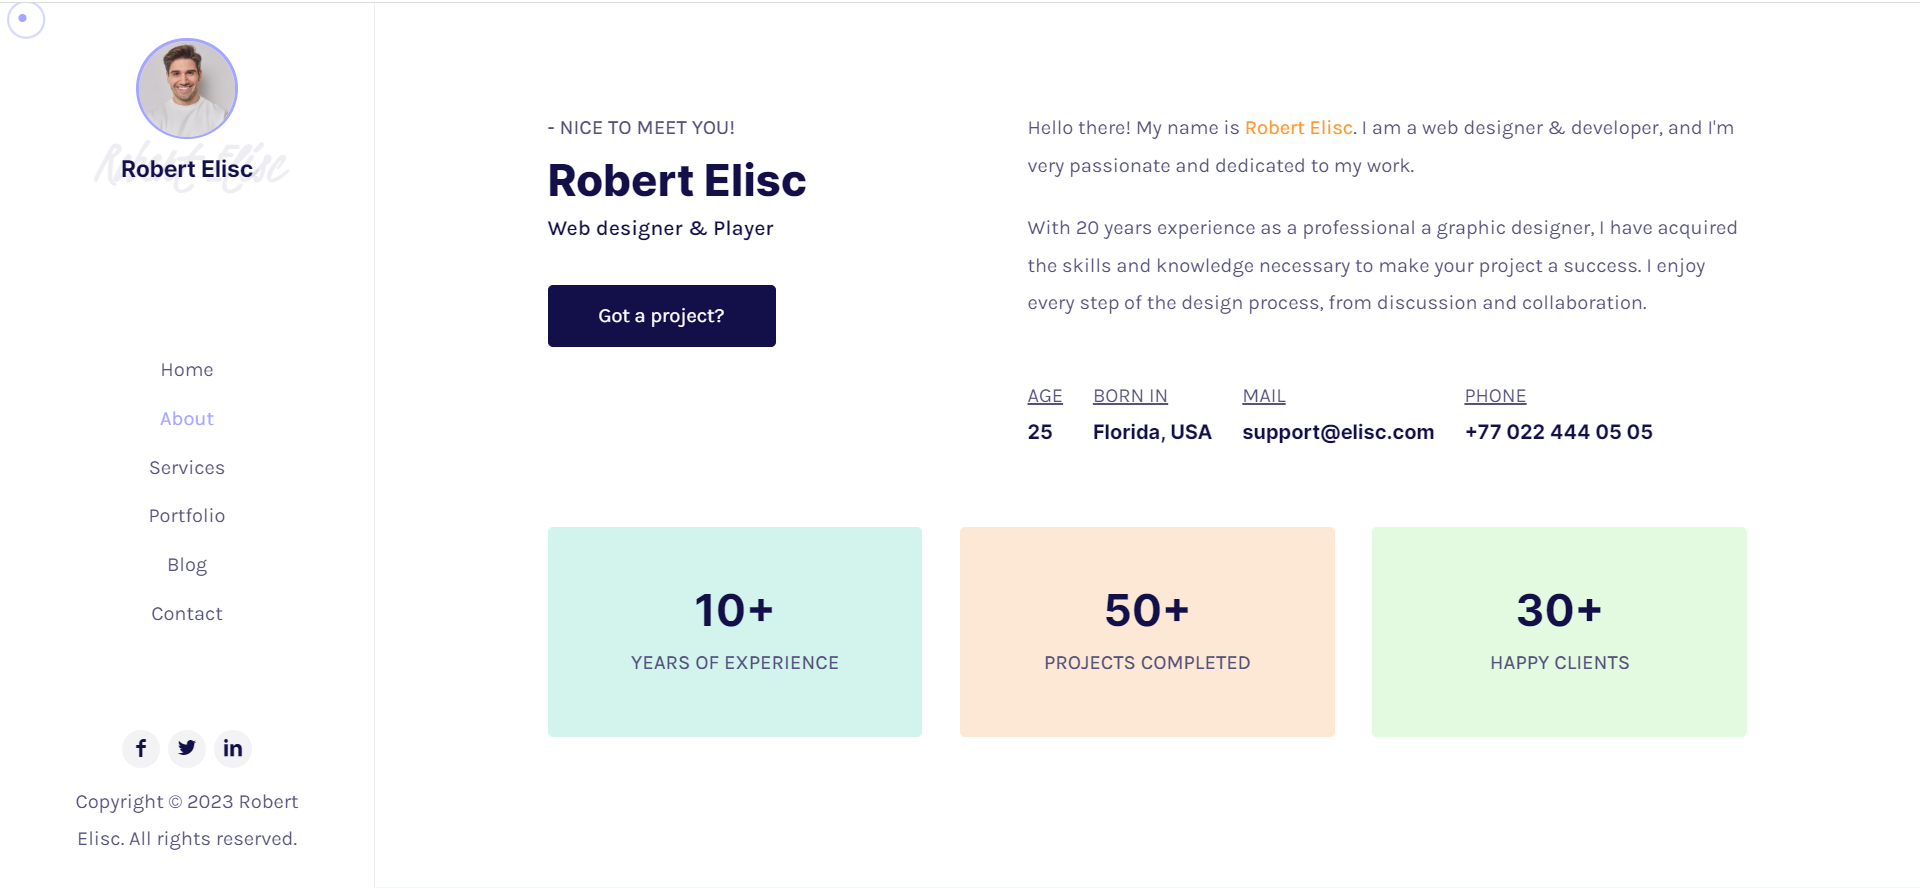 Robert Elisc
Robert Elisc
Home
About
Services
Portfolio
Blog
Contact
f
in
Copyright © 2023 Robert
Elisc. All rights reserved.
- NICE TO MEET YOU!
Robert Elisc
Web designer & Player
Got a project?
Hello there! My name is Robert Elisc. I am a web designer & developer, and I'm
very passionate and dedicated to my work.
With 20 years experience as a professional a graphic designer, I have acquired
the skills and knowledge necessary to make your project a success. I enjoy
every step of the design process, from discussion and collaboration.
AGE BORN IN MAIL PHONE
25 Florida, USA support@elisc.com +77 022 444 05 05
10+
YEARS OF EXPERIENCE
50+
PROJECTS COMPLETED
30+
HAPPY CLIENTS